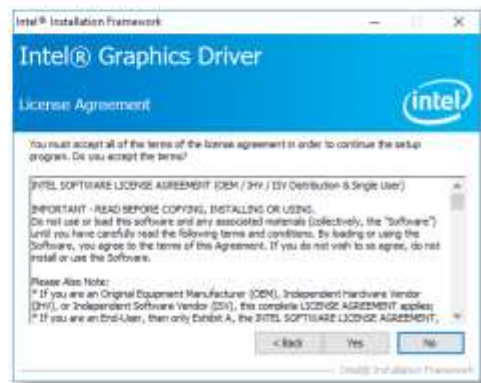 Intel® Installation Framework
Intel® Graphics Driver
License Agreement
intel
You must accept all of the terms of the license agreement in order to continue the setup
program. Do you accept the terms?
INTEL SOFTWARE LICENSE AGREEMENT (OEM / IHV / ISV Distribution & Single User)
IMPORTANT - READ BEFORE COPYING, INSTALLING OR USING.
Do not use or load this software and any associated materials (collectively, the "Software")
until you have carefully read the following terms and conditions. By loading or using the
Software, you agree to the terms of this Agreement. If you do not wish to so agree, do not
install or use the Software.
Please Also Note:
* If you are an Original Equipment Manufacturer (OEM), Independent Hardware Vendor
(IHV), or Independent Software Vendor (ISV), this complete LICENSE AGREEMENT applies;
* If you are an End-User, then only Exhibit A, the INTEL SOFTWARE LICENSE AGREEMENT,
< Back
Yes
No
Intel® Installation Framework